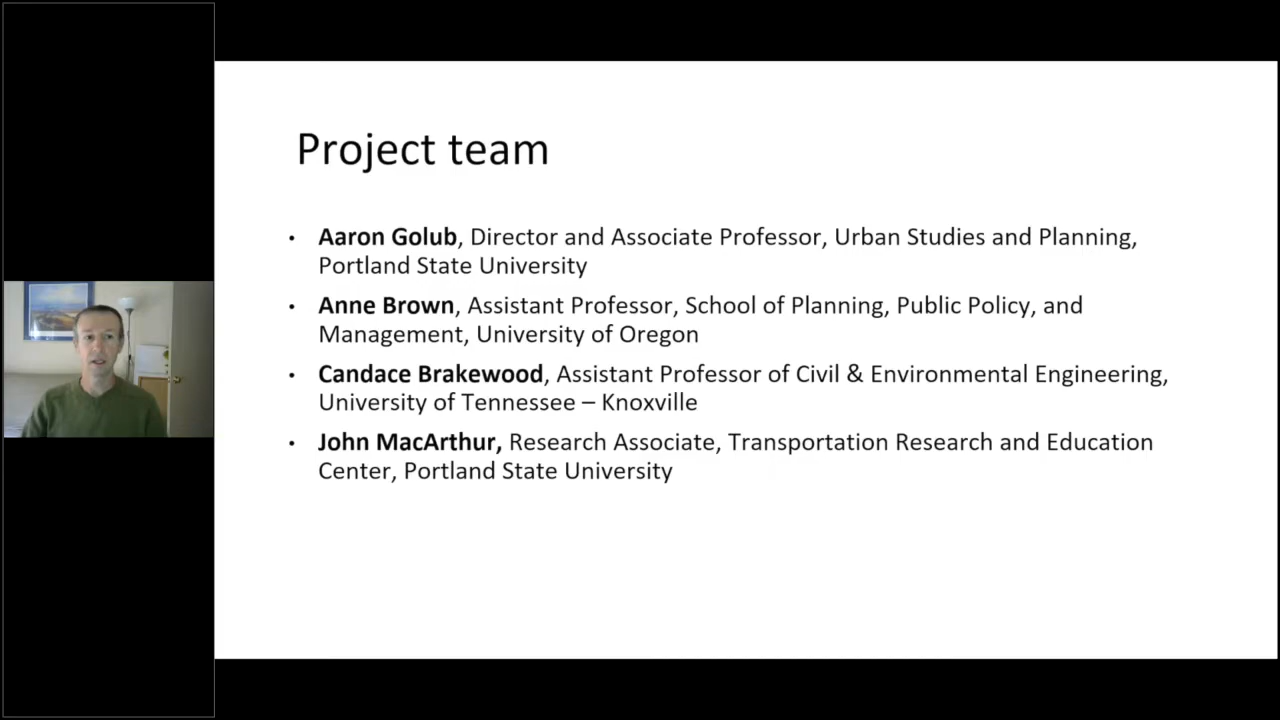 Project team
• Aaron Golub, Director and Associate Professor, Urban Studies and Planning,
Portland State University
• Anne Brown, Assistant Professor, School of Planning, Public Policy, and
Management, University of Oregon
• Candace Brakewood, Assistant Professor of Civil & Environmental Engineering,
University of Tennessee – Knoxville
• John MacArthur, Research Associate, Transportation Research and Education
Center, Portland State University